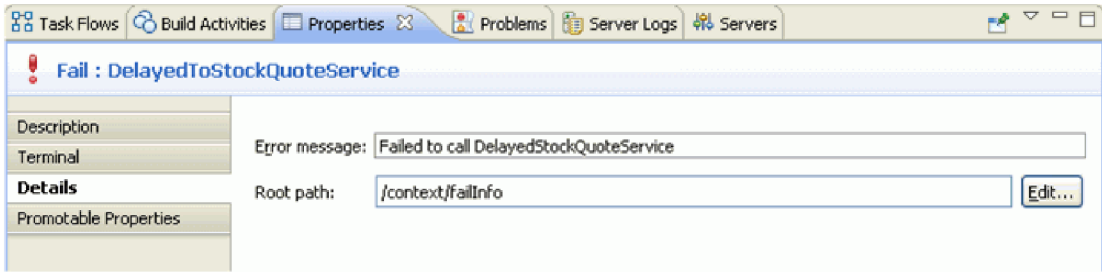 Task Flows Build Activities Properties Problems Server Logs Servers
Fail : DelayedToStockQuoteService
Description
Terminal
Details
Promotable Properties
Error message: Failed to call DelayedStockQuoteService
Root path: /context/failInfo Edit...